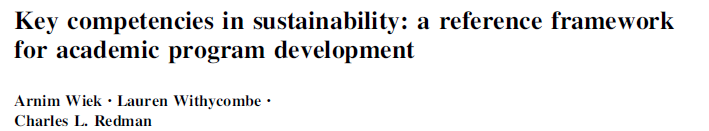 Key competencies in sustainability: a reference framework
for academic program development
Arnim Wiek · Lauren Withycombe ·
Charles L. Redman